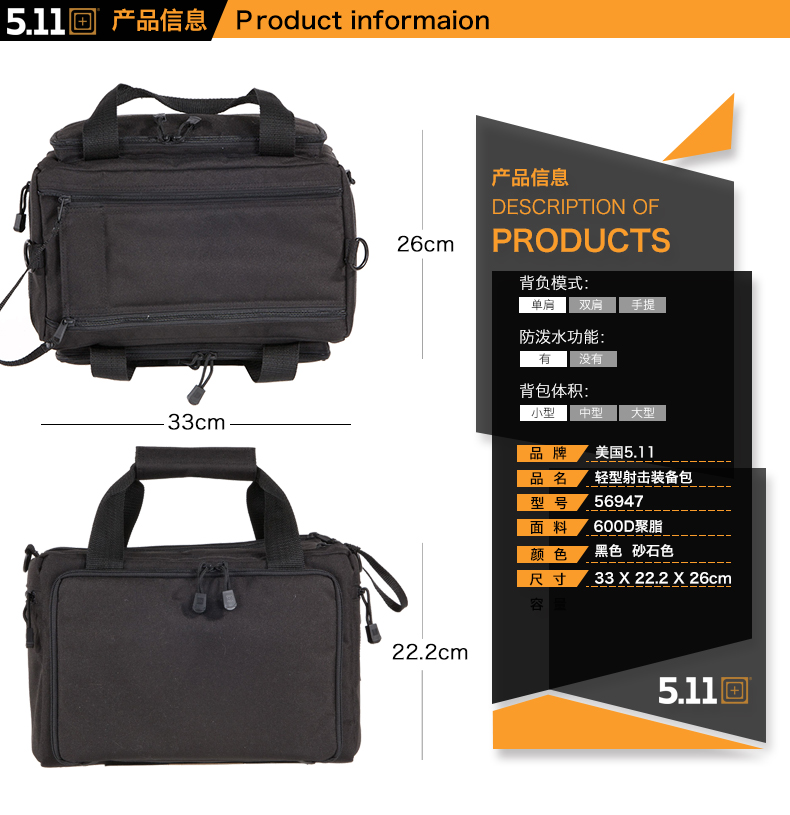 5.11 产品信息 Product informaion
26cm
33cm
22.2cm
产品信息
DESCRIPTION OF
PRODUCTS
背负模式：
单肩 双肩 手提
防泼水功能：
有 没有
背包体积：
小型 中型 大型
品 牌 美国5.11
品 名 轻型射击装备包
型 号 56947
面 料 600D聚脂
颜 色 黑色 砂石色
尺 寸 33 X 22.2 X 26cm
容
5.11